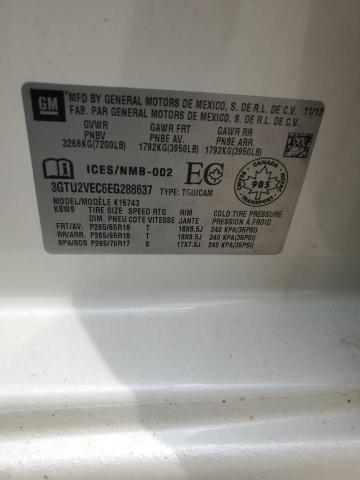 GM
MFD BY GENERAL MOTORS DE MEXICO, S. DE R.L. DE C.V. 11/13
FAB. PAR GENERAL MOTORS DE MEXICO, S. DE R.L. DE C.V.
GVWR GAWR FRT GAWR RR
PNBV PNBE AV. PNBE ARR.
3266KG(7200LB) 1792KG(3950LB) 1792KG(3950LB)
ICES/NMB-002 EC
CANADA
985
TRANSPORT
3GTU2VEC6EG288637 TYPE: TRU/CAM
MODEL/MODÈLE K15743
KBW9 TIRE SIZE SPEED RTG RIM COLD TIRE PRESSURE
DIM. PNEU COTE VITESSE JANTE PRESSION À FROID
FRT/AV. P265/65R18 T 18X8.5J 240 KPA(35PSI)
RR/ARR. P265/65R18 T 18X8.5J 240 KPA(35PSI)
SPA/SOS P265/70R17 S 17X7.5J 240 KPA(35PSI)